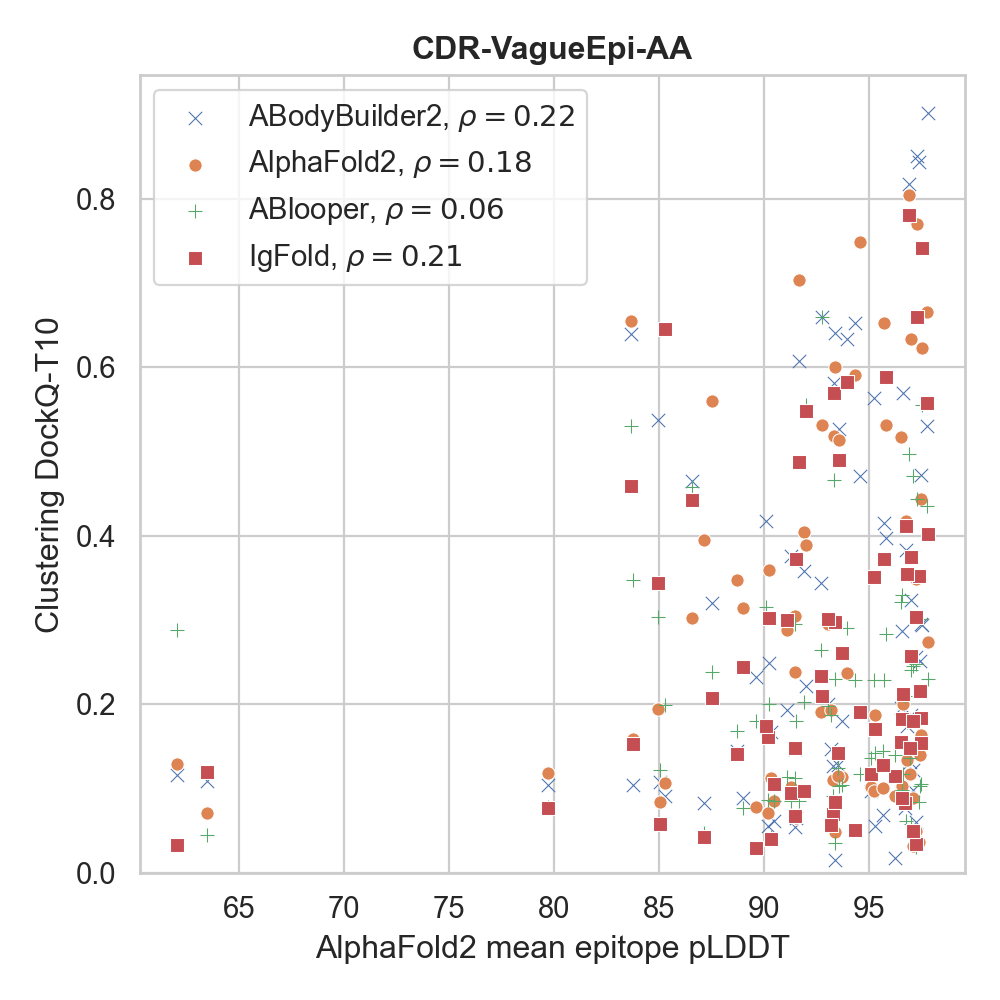 CDR-VagueEpi-AA
ABodyBuilder2, ρ = 0.22
AlphaFold2, ρ = 0.18
ABlooper, ρ = 0.06
IgFold, ρ = 0.21
Clustering DockQ-T10
0.8
0.6
0.4
0.2
0.0
65 70 75 80 85 90 95
AlphaFold2 mean epitope pLDDT